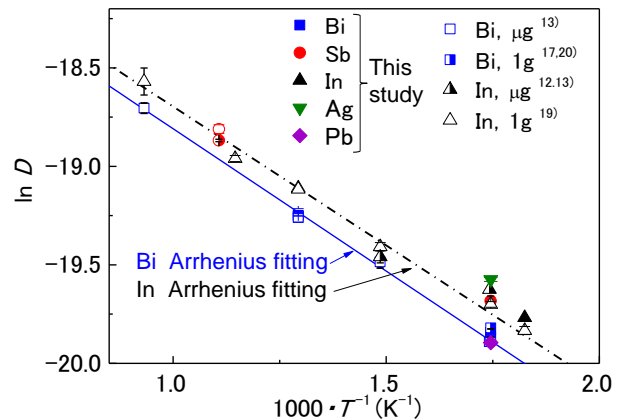 Bi
Sb
In
Ag
Pb
This
study
Bi, μg 13)
Bi, 1g 17,20)
In, μg 12,13)
In, 1g 19)
-18.5
-19.0
-19.5
-20.0
ln D
Bi Arrhenius fitting
In Arrhenius fitting
1.0
1.5
2.0
1000・T⁻¹ (K⁻¹)